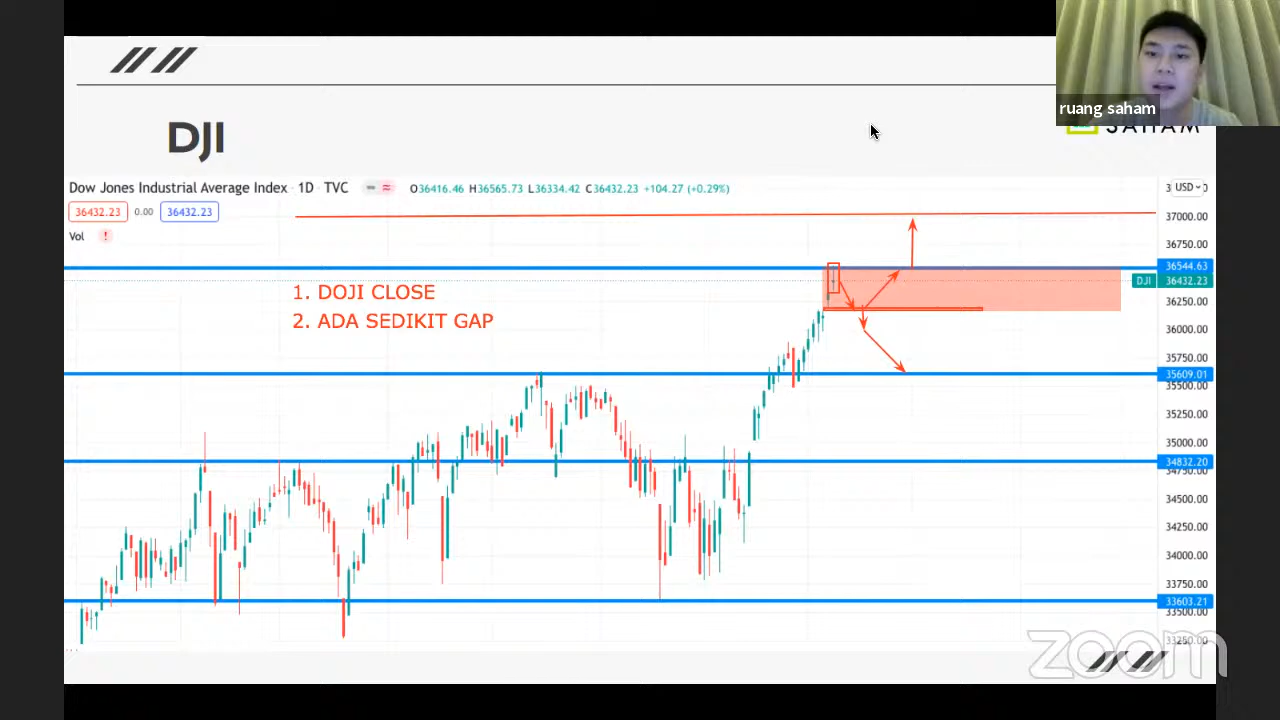 ruang saham
SAHAM
DJI
Dow Jones Industrial Average Index · 1D · TVC
O36416.46 H36565.73 L36334.42 C36432.23 +104.27 (+0.29%)
USD
36432.23 0.00 36432.23
Vol !
37000.00
36750.00
36544.63
DJI 36432.23
36250.00
36000.00
35750.00
35609.01
35500.00
35250.00
35000.00
34832.20
34750.00
34500.00
34250.00
34000.00
33750.00
33603.21
33500.00
33250.00
1. DOJI CLOSE
2. ADA SEDIKIT GAP
zoom